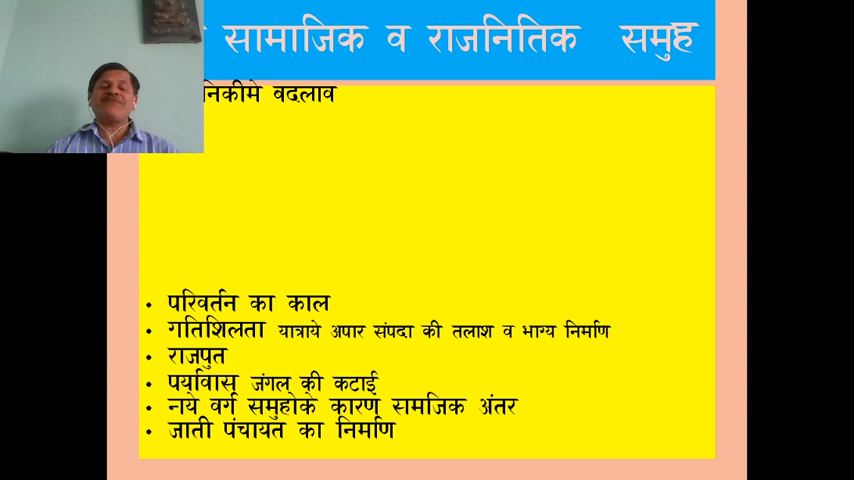 सामाजिक व राजनितिक समुह
निकीमे बदलाव
• परिवर्तन का काल
• गतिशिलता यात्राये अपार संपदा की तलाश व भाग्य निर्माण
• राजपुत
• पर्यावास जंगल की कटाई
• नये वर्ग समुहोके कारण सामजिक अंतर
• जाती पंचायत का निर्माण